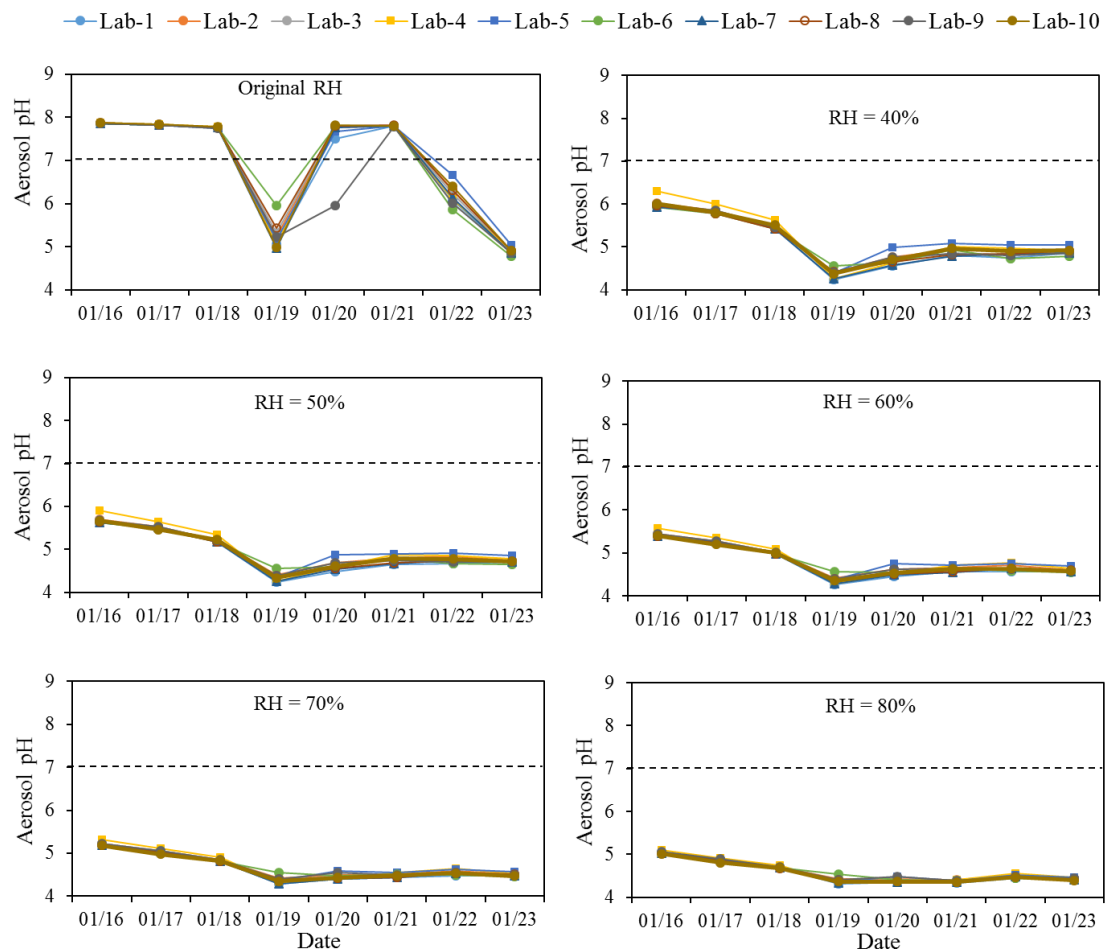 Lab-1 Lab-2 Lab-3 Lab-4 Lab-5 Lab-6 Lab-7 Lab-8 Lab-9 Lab-10
Original RH
Aerosol pH
9
8
7
6
5
4
01/16 01/17 01/18 01/19 01/20 01/21 01/22 01/23
RH = 40%
Aerosol pH
9
8
7
6
5
4
01/16 01/17 01/18 01/19 01/20 01/21 01/22 01/23
RH = 50%
Aerosol pH
9
8
7
6
5
4
01/16 01/17 01/18 01/19 01/20 01/21 01/22 01/23
RH = 60%
Aerosol pH
9
8
7
6
5
4
01/16 01/17 01/18 01/19 01/20 01/21 01/22 01/23
RH = 70%
Aerosol pH
9
8
7
6
5
4
01/16 01/17 01/18 01/19 01/20 01/21 01/22 01/23
Date
RH = 80%
Aerosol pH
9
8
7
6
5
4
01/16 01/17 01/18 01/19 01/20 01/21 01/22 01/23
Date